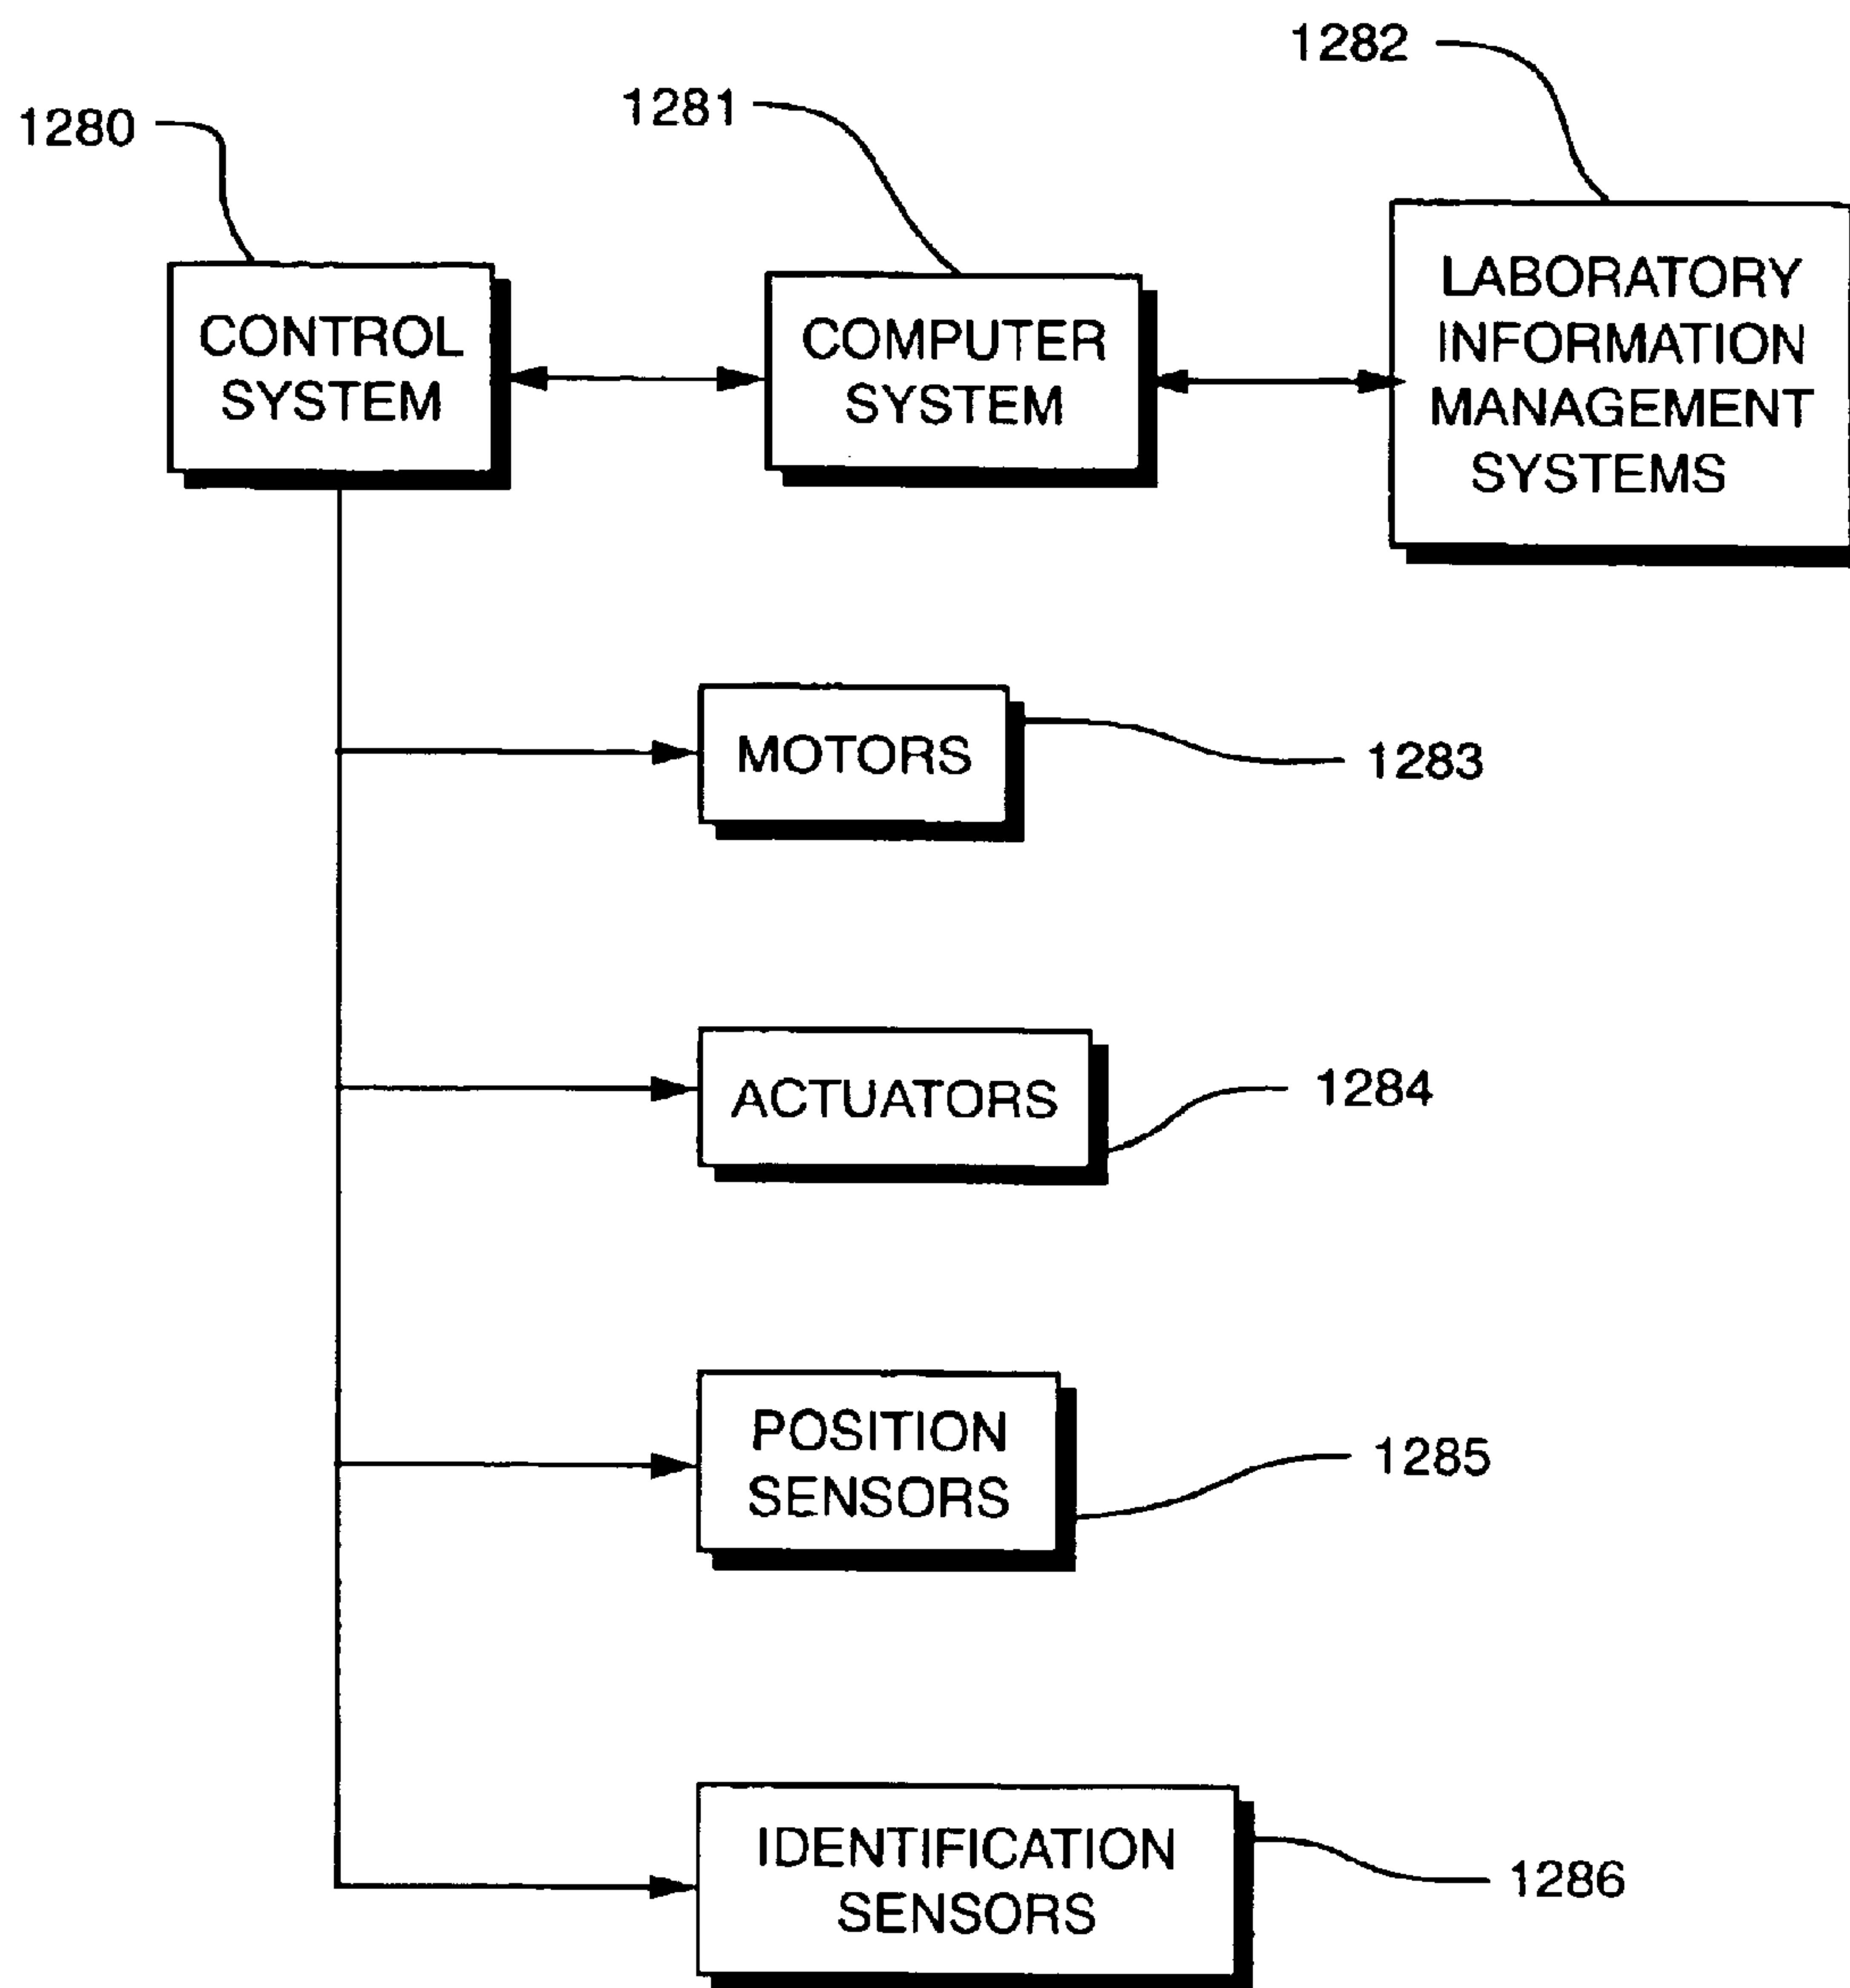 1282
1281
1280
LABORATORY
INFORMATION
MANAGEMENT
SYSTEMS
COMPUTER
SYSTEM
CONTROL
SYSTEM
MOTORS
1283
ACTUATORS
1284
POSITION
SENSORS
1285
IDENTIFICATION
SENSORS
1286